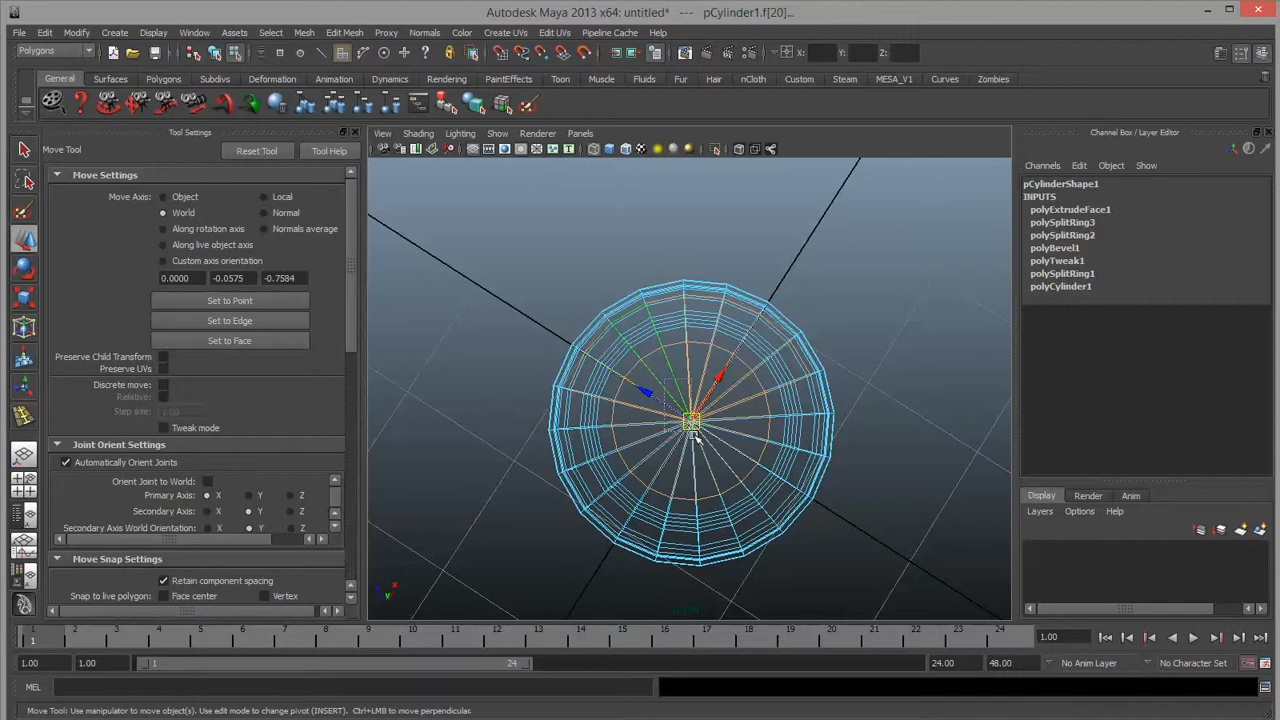 Autodesk Maya 2013 x64: untitled* --- pCylinder1.f[20]...
File Edit Modify Create Display Window Assets Select Mesh Edit Mesh Proxy Normals Color Create UVs Edit UVs Pipeline Cache Help
Polygons X: Y: Z:
General Surfaces Polygons Subdivs Deformation Animation Dynamics Rendering PaintEffects Toon Muscle Fluids Fur Hair nCloth Custom Steam MESA_V1 Curves Zombies
Tool Settings
Move Tool Reset Tool Tool Help
Move Settings
Move Axis: Object Local
World Normal
Along rotation axis Normals average
Along live object axis
Custom axis orientation
0.0000 -0.0575 -0.7584
Set to Point
Set to Edge
Set to Face
Preserve Child Transform
Preserve UVs
Discrete move:
Relative:
Step size: 1.00
Tweak mode
Joint Orient Settings
Automatically Orient Joints
Orient Joint to World:
Primary Axis: X Y Z
Secondary Axis: X Y Z
Secondary Axis World Orientation: X Y Z
Move Snap Settings
Retain component spacing
Snap to live polygon: Face center Vertex
View Shading Lighting Show Renderer Panels
x
y
Channel Box / Layer Editor
Channels Edit Object Show
pCylinderShape1
INPUTS
polyExtrudeFace1
polySplitRing3
polySplitRing2
polyBevel1
polyTweak1
polySplitRing1
polyCylinder1
Display Render Anim
Layers Options Help
1 2 3 4 5 6 7 8 9 10 11 12 13 14 15 16 17 18 19 20 21 22 23 24
1 1.00
1.00 1.00 1 24 24.00 48.00 No Anim Layer No Character Set
MEL
Move Tool: Use manipulator to move object(s). Use edit mode to change pivot (INSERT). Ctrl+LMB to move perpendicular.